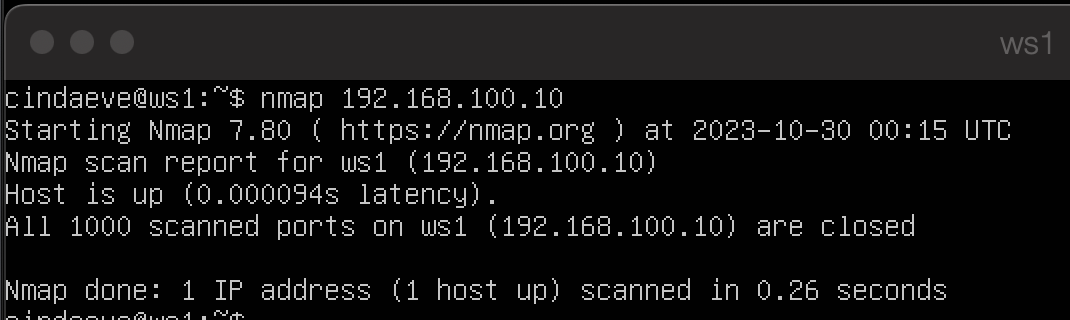 ws1
cindaeve@ws1:~$ nmap 192.168.100.10
Starting Nmap 7.80 ( https://nmap.org ) at 2023-10-30 00:15 UTC
Nmap scan report for ws1 (192.168.100.10)
Host is up (0.000094s latency).
All 1000 scanned ports on ws1 (192.168.100.10) are closed
Nmap done: 1 IP address (1 host up) scanned in 0.26 seconds
cindaeve@ws1:~$